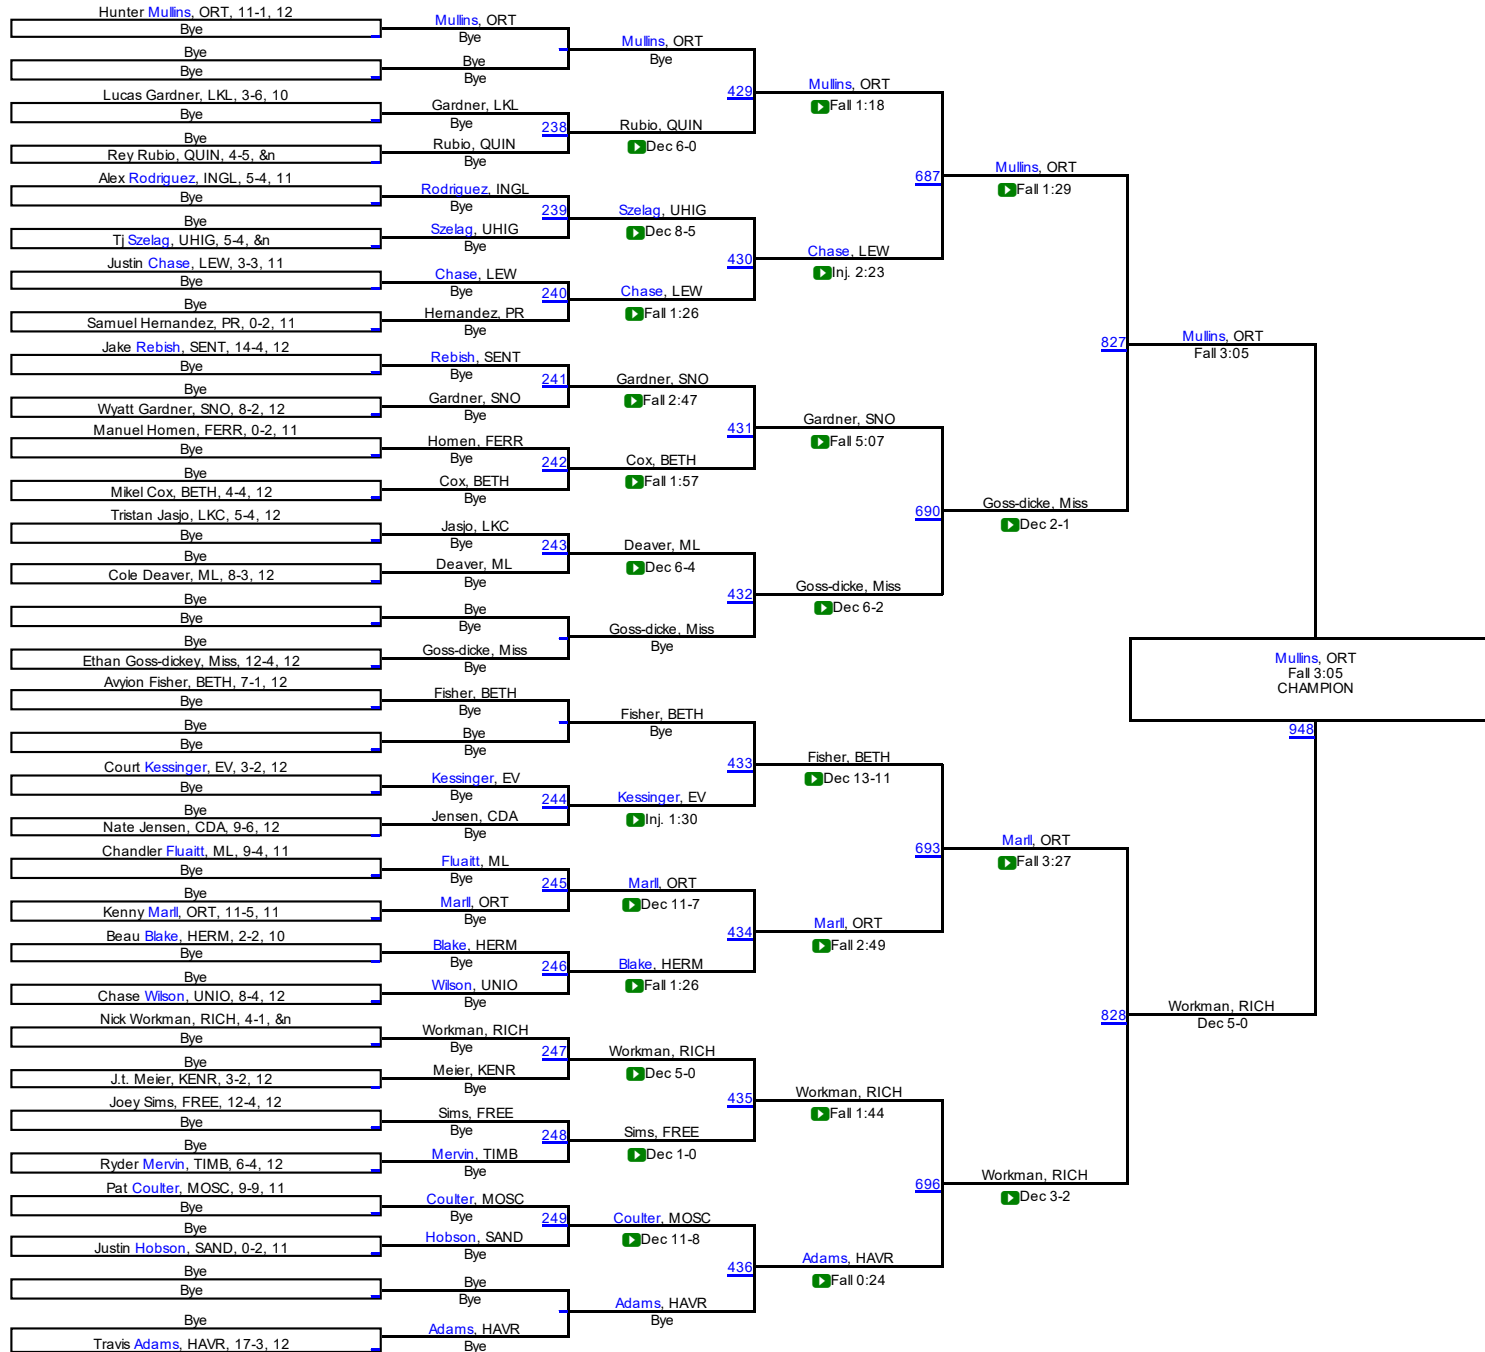 Hunter Mullins, ORT, 11-1, 12
Bye
Bye
Bye
Lucas Gardner, LKL, 3-6, 10
Bye
Bye
Rey Rubio, QUIN, 4-5, &n
Alex Rodriguez, INGL, 5-4, 11
Bye
Bye
Tj Szelag, UHIG, 5-4, &n
Justin Chase, LEW, 3-3, 11
Bye
Bye
Samuel Hernandez, PR, 0-2, 11
Jake Rebish, SENT, 14-4, 12
Bye
Bye
Wyatt Gardner, SNO, 8-2, 12
Manuel Homen, FERR, 0-2, 11
Bye
Bye
Mikel Cox, BETH, 4-4, 12
Tristan Jasjo, LKC, 5-4, 12
Bye
Bye
Cole Deaver, ML, 8-3, 12
Bye
Bye
Bye
Ethan Goss-dickey, Miss, 12-4, 12
Avyion Fisher, BETH, 7-1, 12
Bye
Bye
Bye
Court Kessinger, EV, 3-2, 12
Bye
Bye
Nate Jensen, CDA, 9-6, 12
Chandler Fluaitt, ML, 9-4, 11
Bye
Bye
Kenny Marll, ORT, 11-5, 11
Beau Blake, HERM, 2-2, 10
Bye
Bye
Chase Wilson, UNIO, 8-4, 12
Nick Workman, RICH, 4-1, &n
Bye
Bye
J.t. Meier, KENR, 3-2, 12
Joey Sims, FREE, 12-4, 12
Bye
Bye
Ryder Mervin, TIMB, 6-4, 12
Pat Coulter, MOSC, 9-9, 11
Bye
Bye
Justin Hobson, SAND, 0-2, 11
Bye
Bye
Bye
Travis Adams, HAVR, 17-3, 12
Mullins, ORT
Bye
Bye
Bye
Gardner, LKL
Bye
238
Rubio, QUIN
Bye
Rodriguez, INGL
Bye
239
Szelag, UHIG
Bye
Chase, LEW
Bye
240
Hernandez, PR
Bye
Rebish, SENT
Bye
241
Gardner, SNO
Bye
Homen, FERR
Bye
242
Cox, BETH
Bye
Jasjo, LKC
Bye
243
Deaver, ML
Bye
Bye
Bye
Goss-dicke, Miss
Bye
Fisher, BETH
Bye
Bye
Bye
Kessinger, EV
Bye
244
Jensen, CDA
Bye
Fluaitt, ML
Bye
245
Marll, ORT
Bye
Blake, HERM
Bye
246
Wilson, UNIO
Bye
Workman, RICH
Bye
247
Meier, KENR
Bye
Sims, FREE
Bye
248
Mervin, TIMB
Bye
Coulter, MOSC
Bye
249
Hobson, SAND
Bye
Bye
Bye
Adams, HAVR
Bye
Mullins, ORT
Bye
429
Rubio, QUIN
Dec 6-0
Szelag, UHIG
Dec 8-5
430
Chase, LEW
Fall 1:26
Gardner, SNO
Fall 2:47
431
Cox, BETH
Fall 1:57
Deaver, ML
Dec 6-4
432
Goss-dicke, Miss
Bye
Fisher, BETH
Bye
433
Kessinger, EV
Inj. 1:30
Marll, ORT
Dec 11-7
434
Blake, HERM
Fall 1:26
Workman, RICH
Dec 5-0
435
Sims, FREE
Dec 1-0
Coulter, MOSC
Dec 11-8
436
Adams, HAVR
Bye
Mullins, ORT
Fall 1:18
687
Chase, LEW
Inj. 2:23
Gardner, SNO
Fall 5:07
690
Goss-dicke, Miss
Dec 6-2
Fisher, BETH
Dec 13-11
693
Marll, ORT
Fall 2:49
Workman, RICH
Fall 1:44
696
Adams, HAVR
Fall 0:24
Mullins, ORT
Fall 1:29
827
Goss-dicke, Miss
Dec 2-1
Marll, ORT
Fall 3:27
828
Workman, RICH
Dec 3-2
Mullins, ORT
Fall 3:05
Mullins, ORT
Fall 3:05
CHAMPION
948
Workman, RICH
Dec 5-0